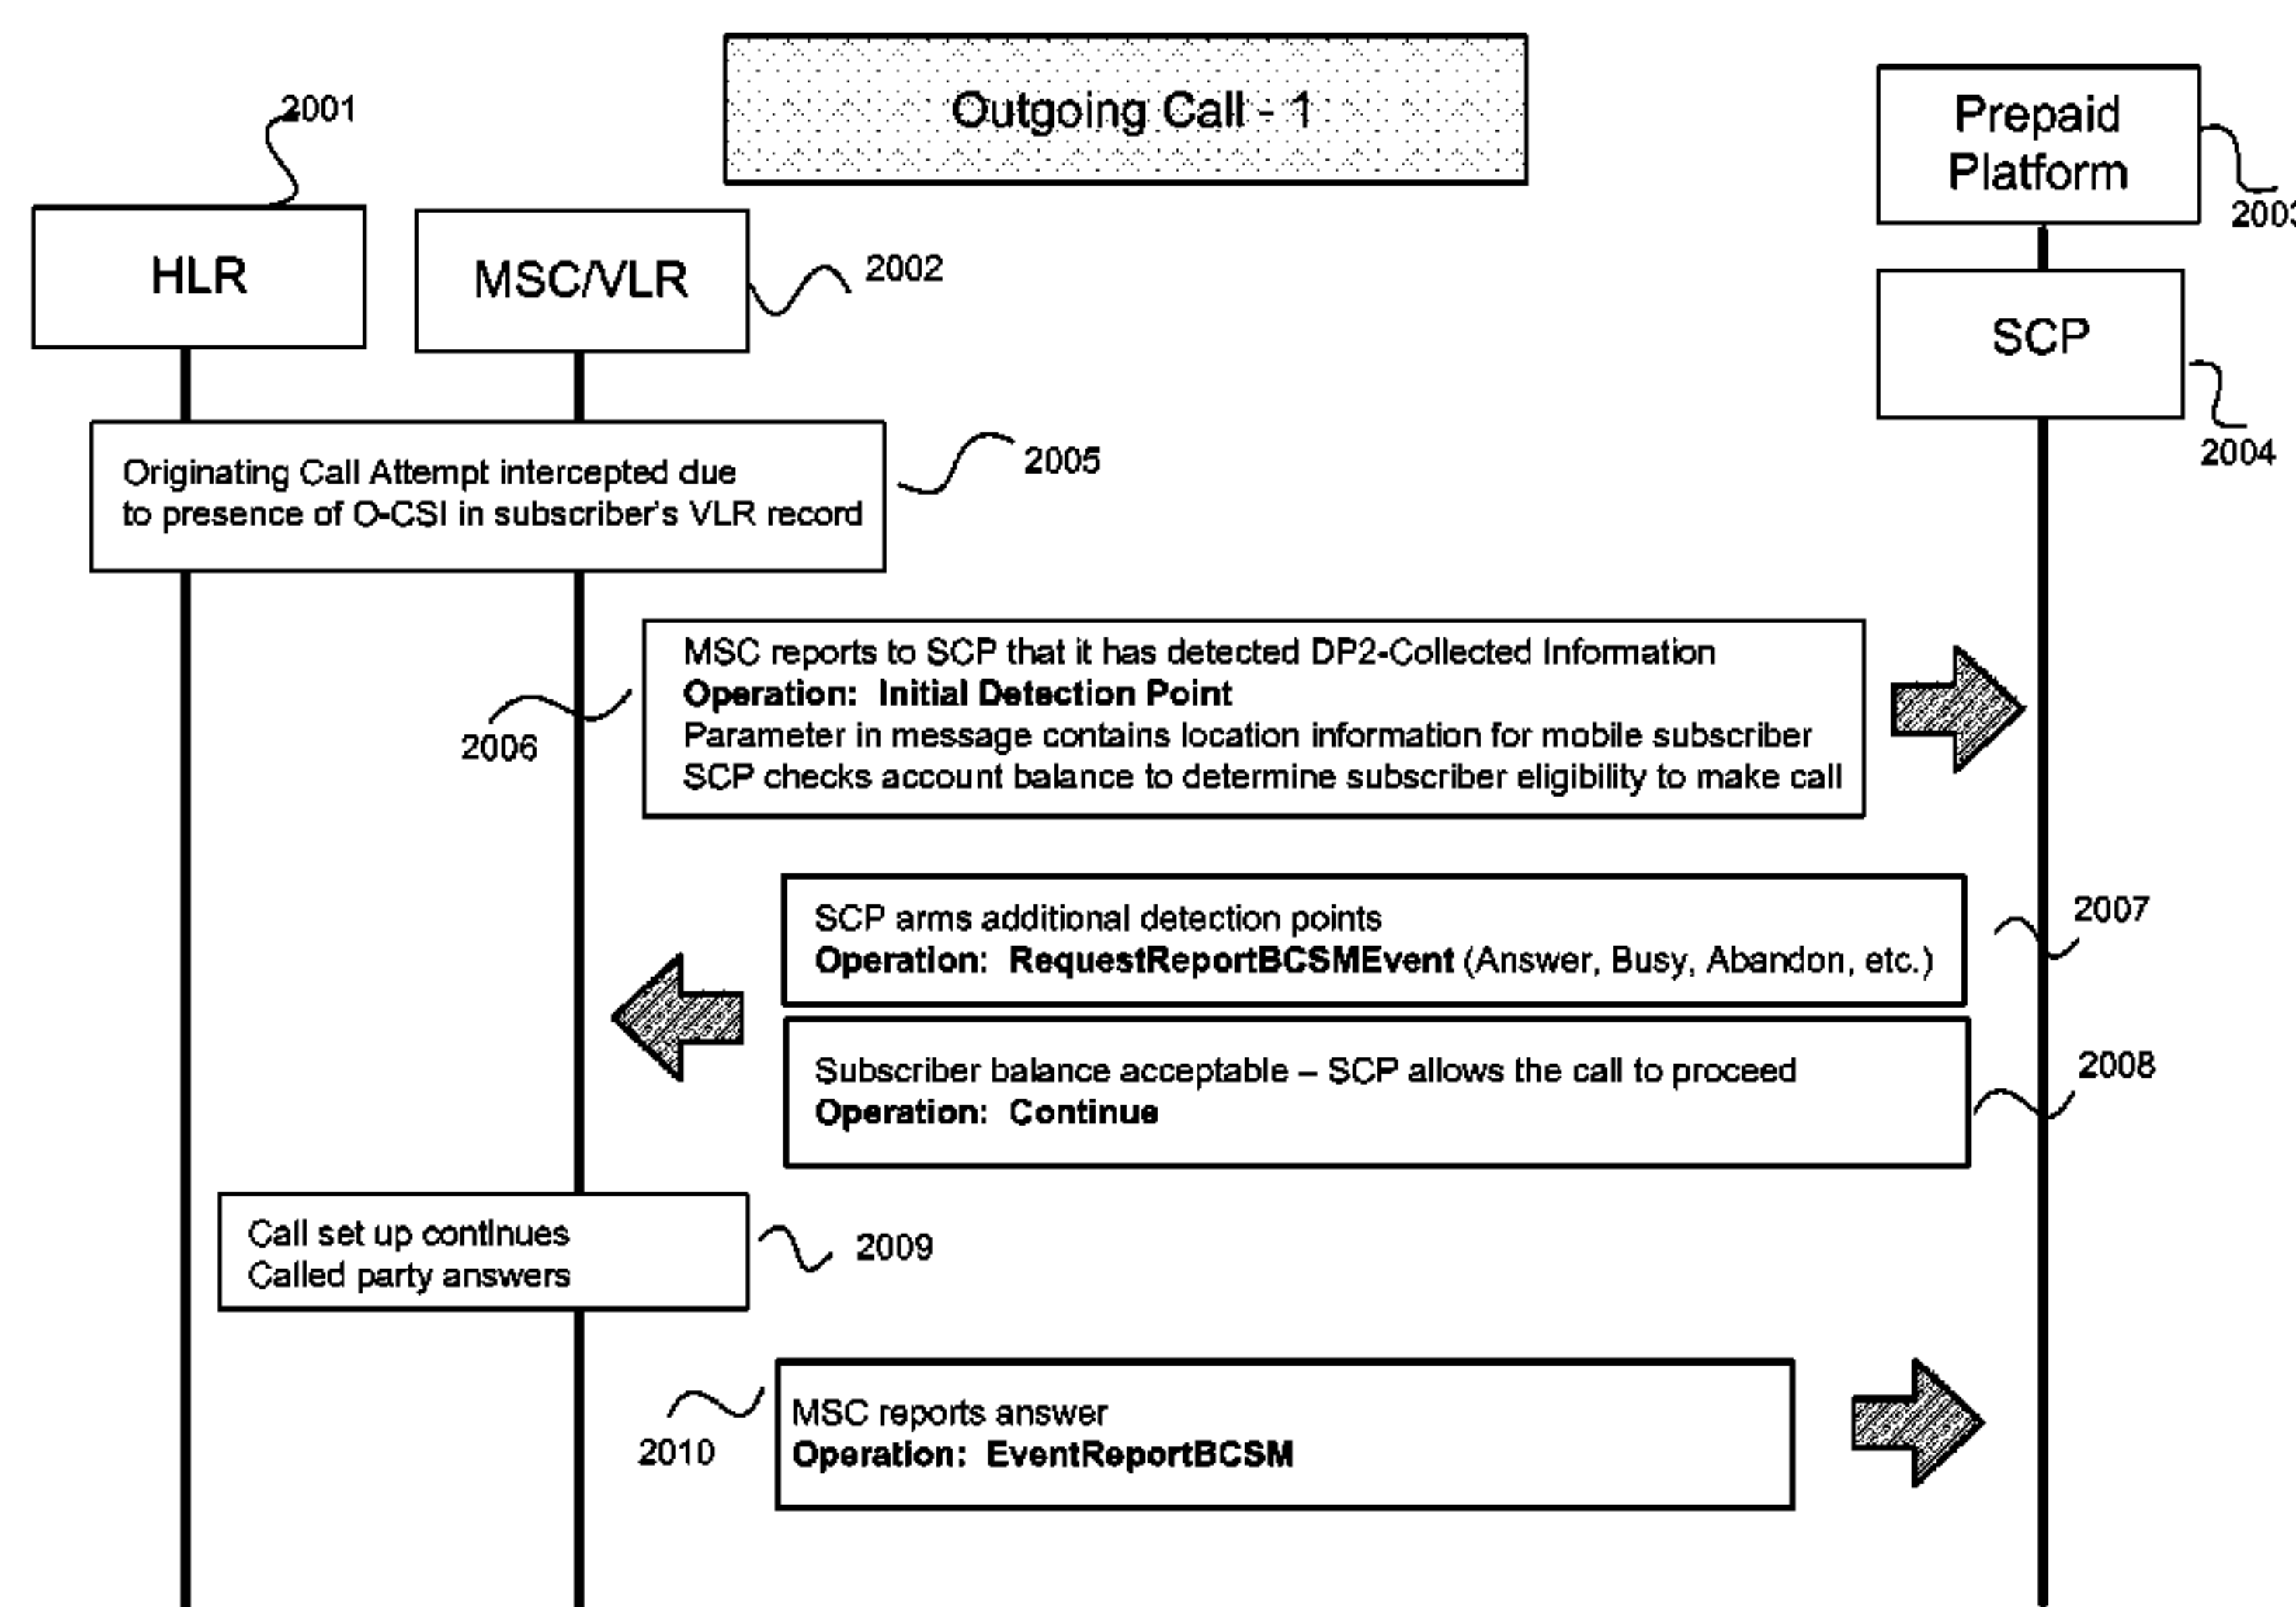 Outgoing Call - 1
2001
Prepaid
Platform
2003
HLR
MSC/VLR
2002
SCP
2004
Originating Call Attempt intercepted due
to presence of O-CSI in subscriber's VLR record
2005
MSC reports to SCP that it has detected DP2-Collected Information
Operation: Initial Detection Point
Parameter in message contains location information for mobile subscriber
SCP checks account balance to determine subscriber eligibility to make call
2006
SCP arms additional detection points
Operation: RequestReportBCSMEvent (Answer, Busy, Abandon, etc.)
2007
Subscriber balance acceptable – SCP allows the call to proceed
Operation: Continue
2008
Call set up continues
Called party answers
2009
MSC reports answer
Operation: EventReportBCSM
2010